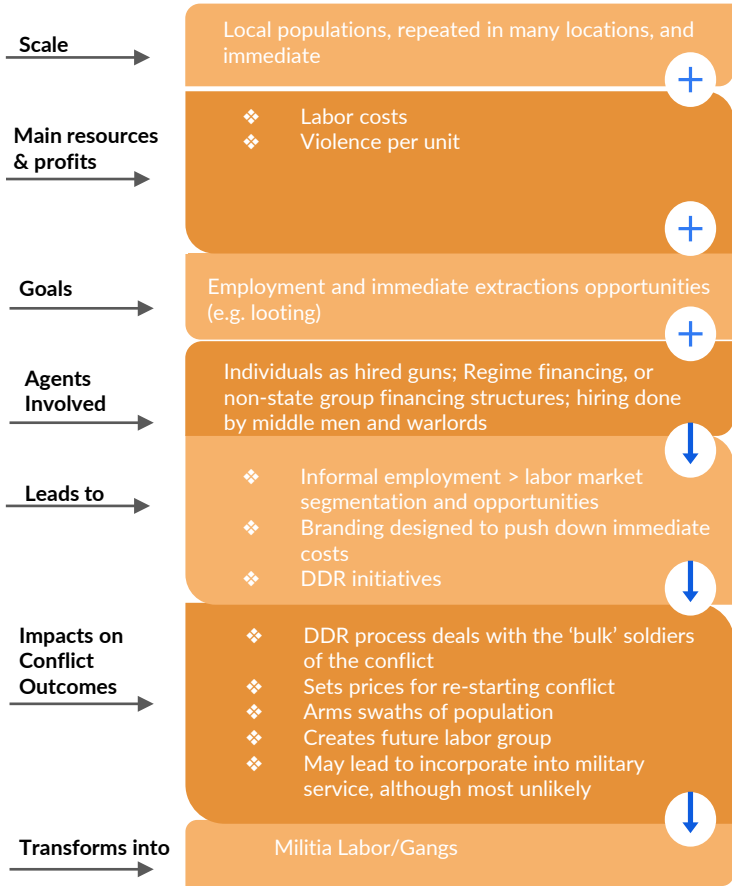 Scale
Local populations, repeated in many locations, and
immediate
Main resources
& profits
❖ Labor costs
❖ Violence per unit
Goals
Employment and immediate extractions opportunities
(e.g. looting)
Agents
Involved
Individuals as hired guns; Regime financing, or
non-state group financing structures; hiring done
by middle men and warlords
Leads to
❖ Informal employment > labor market
segmentation and opportunities
❖ Branding designed to push down immediate
costs
❖ DDR initiatives
Impacts on
Conflict
Outcomes
❖ DDR process deals with the ‘bulk’ soldiers
of the conflict
❖ Sets prices for re-starting conflict
❖ Arms swaths of population
❖ Creates future labor group
❖ May lead to incorporate into military
service, although most unlikely
Transforms into
Militia Labor/Gangs